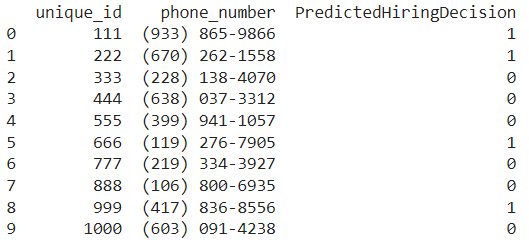 unique_id phone_number PredictedHiringDecision
0 111 (933) 865-9866 1
1 222 (670) 262-1558 1
2 333 (228) 138-4070 0
3 444 (638) 037-3312 0
4 555 (399) 941-1057 0
5 666 (119) 276-7905 1
6 777 (219) 334-3927 0
7 888 (106) 800-6935 0
8 999 (417) 836-8556 1
9 1000 (603) 091-4238 0